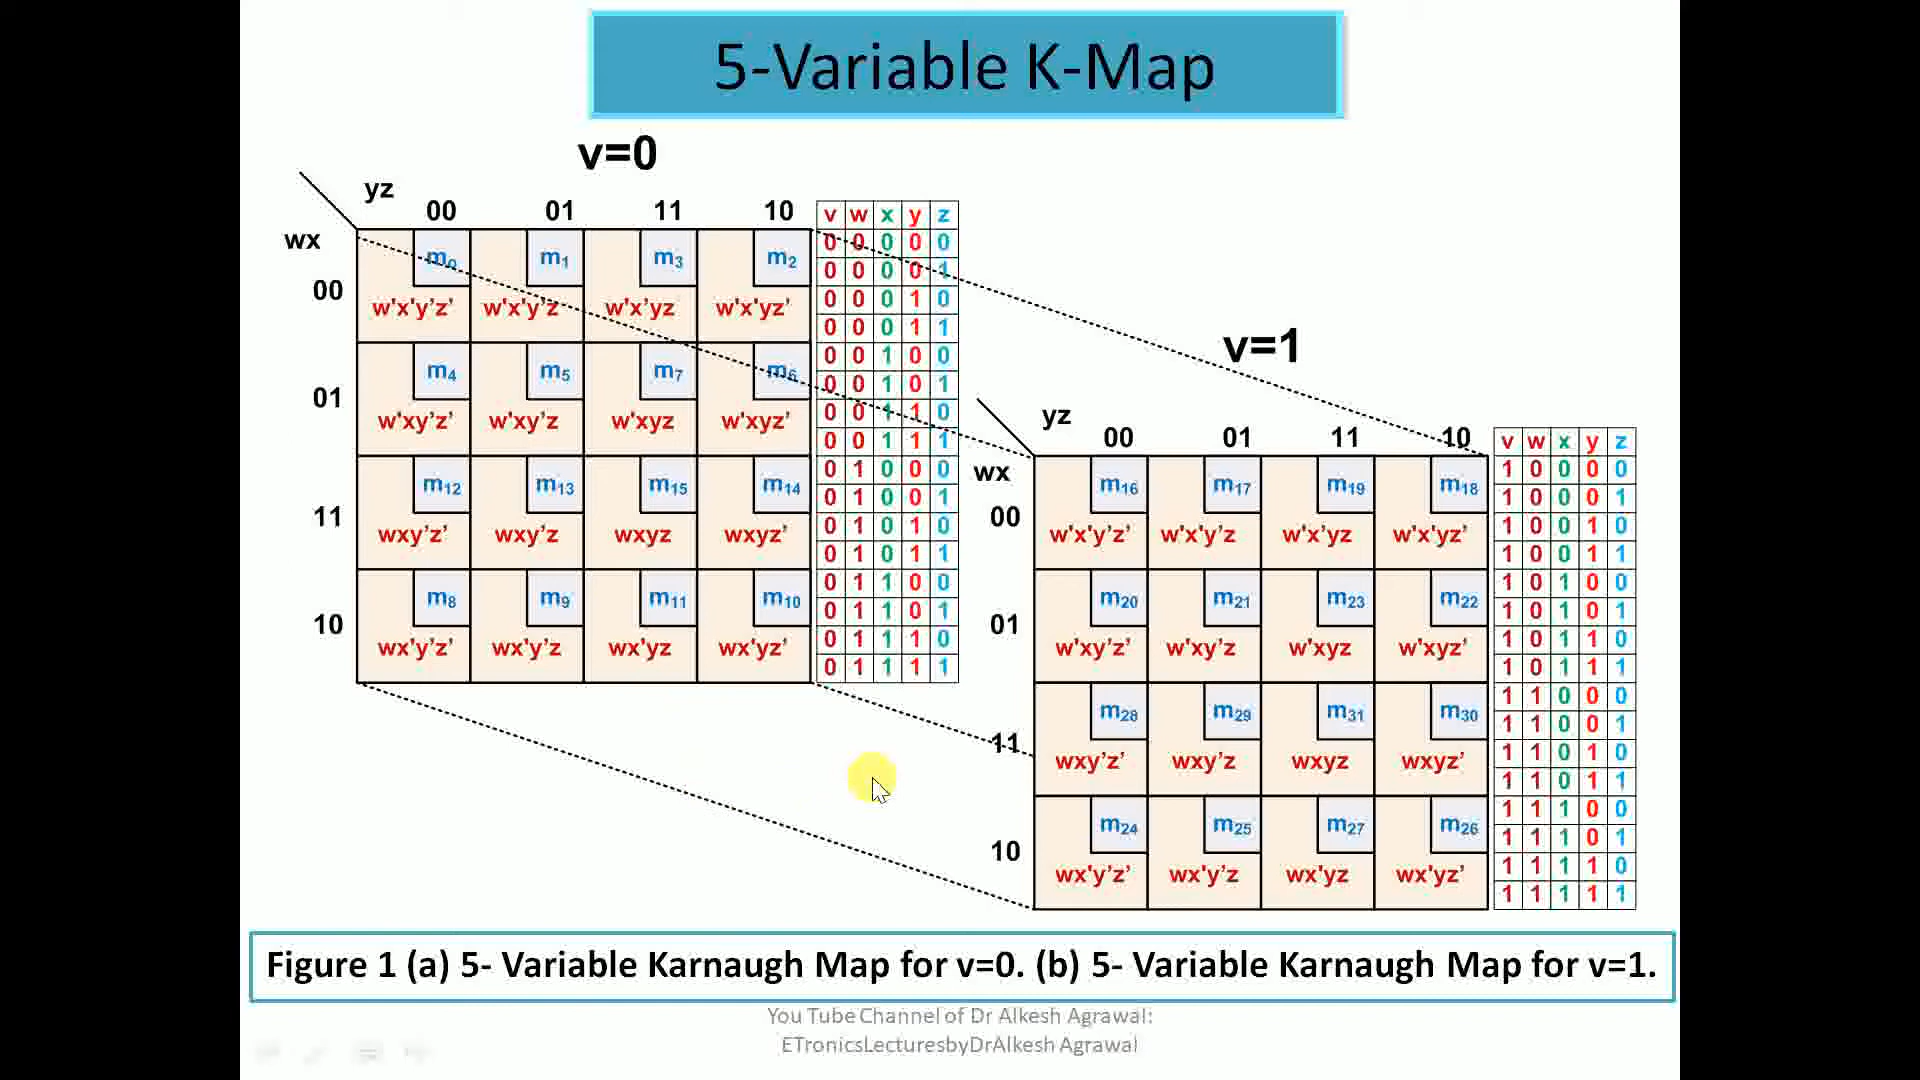 5-Variable K-Map
v=0
yz
00 01 11 10
wx
00
m0 m1 m3 m2
w'x'y'z' w'x'y'z w'x'yz w'x'yz'
01
m4 m5 m7 m6
w'xy'z' w'xy'z w'xyz w'xyz'
11
m12 m13 m15 m14
wxy'z' wxy'z wxyz wxyz'
10
m8 m9 m11 m10
wx'y'z' wx'y'z wx'yz wx'yz'
v w x y z
0 0 0 0 0
0 0 0 0 1
0 0 0 1 0
0 0 0 1 1
0 0 1 0 0
0 0 1 0 1
0 0 1 1 0
0 0 1 1 1
0 1 0 0 0
0 1 0 0 1
0 1 0 1 0
0 1 0 1 1
0 1 1 0 0
0 1 1 0 1
0 1 1 1 0
0 1 1 1 1
v=1
yz
00 01 11 10
wx
00
m16 m17 m19 m18
w'x'y'z' w'x'y'z w'x'yz w'x'yz'
01
m20 m21 m23 m22
w'xy'z' w'xy'z w'xyz w'xyz'
11
m28 m29 m31 m30
wxy'z' wxy'z wxyz wxyz'
10
m24 m25 m27 m26
wx'y'z' wx'y'z wx'yz wx'yz'
v w x y z
1 0 0 0 0
1 0 0 0 1
1 0 0 1 0
1 0 0 1 1
1 0 1 0 0
1 0 1 0 1
1 0 1 1 0
1 0 1 1 1
1 1 0 0 0
1 1 0 0 1
1 1 0 1 0
1 1 0 1 1
1 1 1 0 0
1 1 1 0 1
1 1 1 1 0
1 1 1 1 1
Figure 1 (a) 5- Variable Karnaugh Map for v=0. (b) 5- Variable Karnaugh Map for v=1.
You Tube Channel of Dr Alkesh Agrawal:
ETronicsLecturesbyDrAlkesh Agrawal